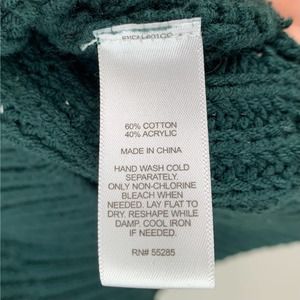 60% COTTON
40% ACRYLIC
MADE IN CHINA
HAND WASH COLD
SEPARATELY.
ONLY NON-CHLORINE
BLEACH WHEN
NEEDED. LAY FLAT TO
DRY. RESHAPE WHILE
DAMP. COOL IRON
IF NEEDED.
RN# 55285